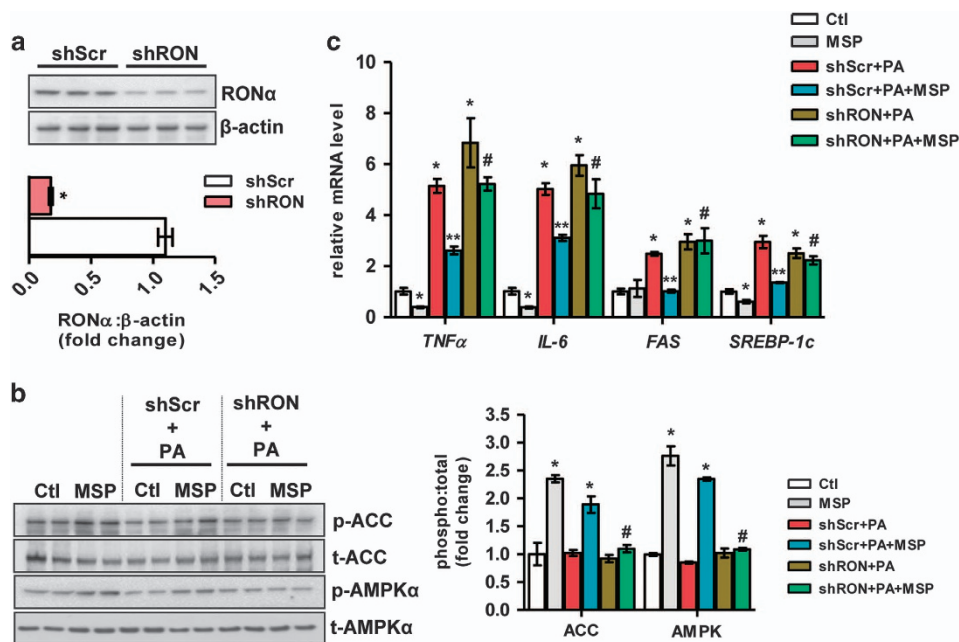 a
shScr shRON
RONα
β-actin
*
shScr
shRON
0.0 0.5 1.0 1.5
RONα:β-actin
(fold change)
c
Ctl
MSP
shScr+PA
shScr+PA+MSP
shRON+PA
shRON+PA+MSP
relative mRNA level
10
8
6
4
2
0
* * ** * #
* * ** * #
* ** * #
* * ** * #
TNFα IL-6 FAS SREBP-1c
b
shScr
+
PA
shRON
+
PA
Ctl MSP Ctl MSP Ctl MSP
p-ACC
t-ACC
p-AMPKα
t-AMPKα
phospho:total
(fold change)
3.5
3.0
2.5
2.0
1.5
1.0
0.5
0.0
* * #
* * #
ACC AMPK
Ctl
MSP
shScr+PA
shScr+PA+MSP
shRON+PA
shRON+PA+MSP